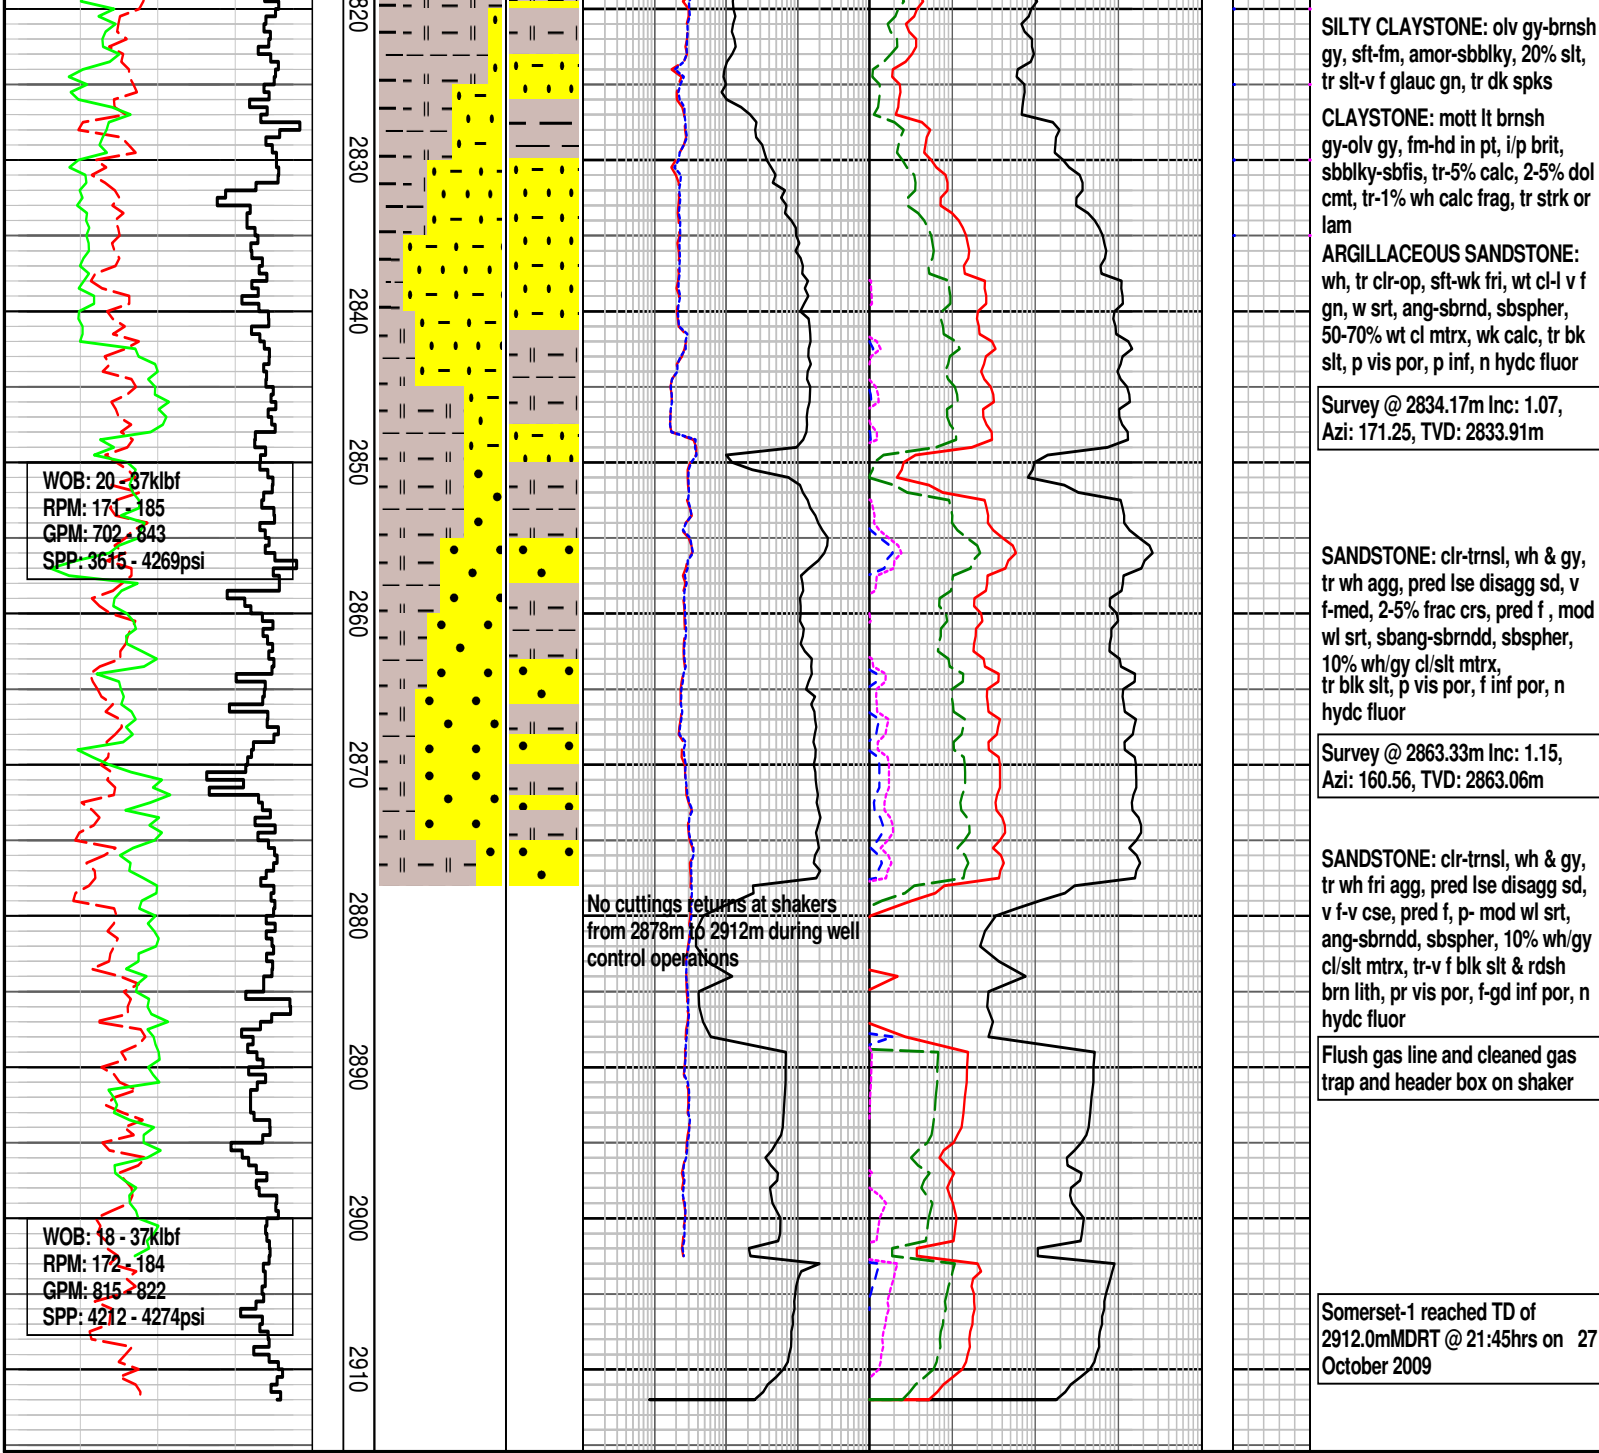 820
2830
2840
2850
2860
2870
2880
2890
2900
2910
WOB: 20 - 37klbf
RPM: 171 - 185
GPM: 702 - 843
SPP: 3615 - 4269psi
WOB: 18 - 37klbf
RPM: 172 - 184
GPM: 815 - 822
SPP: 4212 - 4274psi
No cuttings returns at shakers
from 2878m to 2912m during well
control operations
SILTY CLAYSTONE: olv gy-brnsh
gy, sft-fm, amor-sbblky, 20% slt,
tr slt-v f glauc gn, tr dk spks
CLAYSTONE: mott lt brnsh
gy-olv gy, fm-hd in pt, i/p brit,
sbblky-sbfis, tr-5% calc, 2-5% dol
cmt, tr-1% wh calc frag, tr strk or
lam
ARGILLACEOUS SANDSTONE:
wh, tr clr-op, sft-wk fri, wt cl-l v f
gn, w srt, ang-sbrnd, sbspher,
50-70% wt cl mtrx, wk calc, tr bk
slt, p vis por, p inf, n hydc fluor
Survey @ 2834.17m Inc: 1.07,
Azi: 171.25, TVD: 2833.91m
SANDSTONE: clr-trnsl, wh & gy,
tr wh agg, pred lse disagg sd, v
f-med, 2-5% frac crs, pred f , mod
wl srt, sbang-sbrndd, sbspher,
10% wh/gy cl/slt mtrx,
tr blk slt, p vis por, f inf por, n
hydc fluor
Survey @ 2863.33m Inc: 1.15,
Azi: 160.56, TVD: 2863.06m
SANDSTONE: clr-trnsl, wh & gy,
tr wh fri agg, pred lse disagg sd,
v f-v cse, pred f, p- mod wl srt,
ang-sbrndd, sbspher, 10% wh/gy
cl/slt mtrx, tr-v f blk slt & rdsh
brn lith, pr vis por, f-gd inf por, n
hydc fluor
Flush gas line and cleaned gas
trap and header box on shaker
Somerset-1 reached TD of
2912.0mMDRT @ 21:45hrs on 27
October 2009